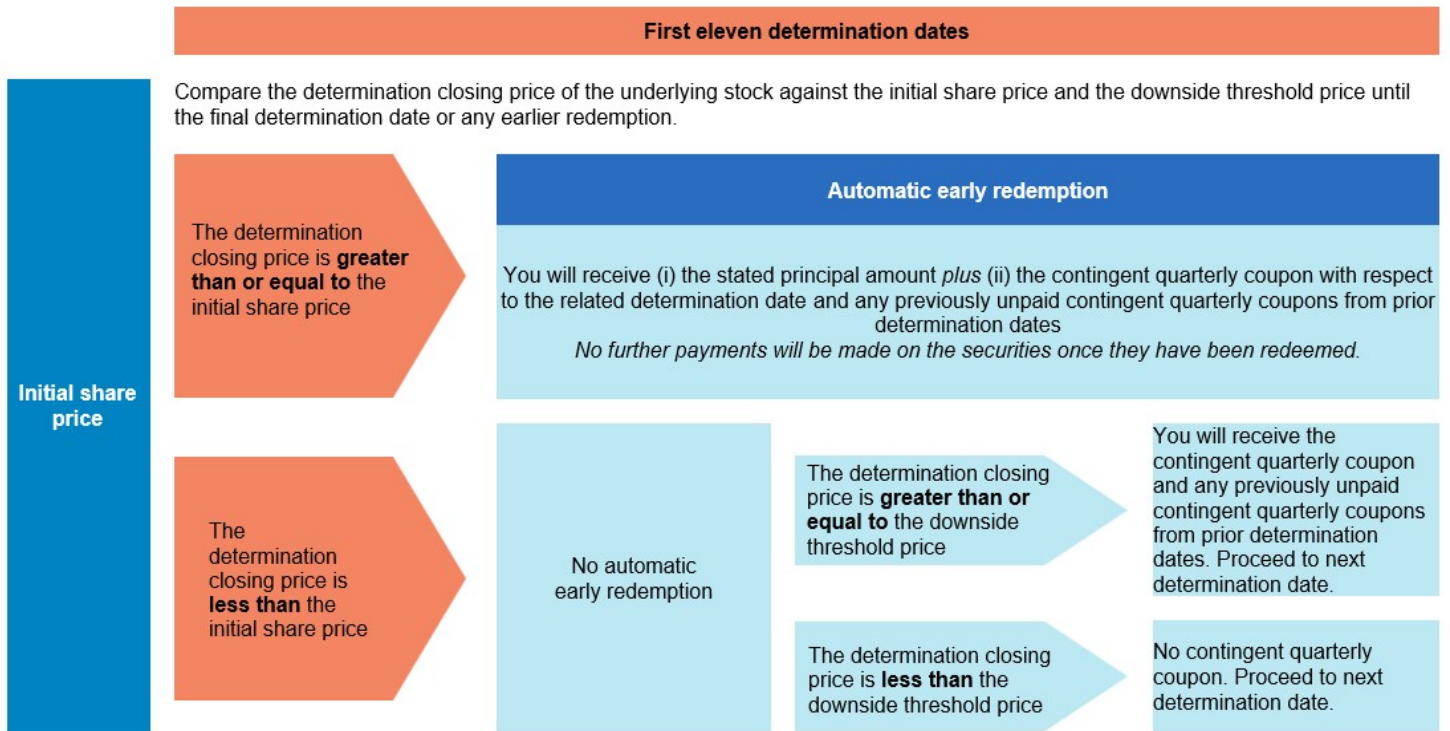 First eleven determination dates
Compare the determination closing price of the underlying stock against the initial share price and the downside threshold price until
the final determination date or any earlier redemption.
Initial share
price
The determination
closing price is greater
than or equal to the
initial share price
Automatic early redemption
You will receive (i) the stated principal amount plus (ii) the contingent quarterly coupon with respect
to the related determination date and any previously unpaid contingent quarterly coupons from prior
determination dates
No further payments will be made on the securities once they have been redeemed.
The
determination
closing price is
less than the
initial share price
No automatic
early redemption
The determination closing
price is greater than or
equal to the downside
threshold price
You will receive the
contingent quarterly coupon
and any previously unpaid
contingent quarterly coupons
from prior determination
dates. Proceed to next
determination date.
The determination closing
price is less than the
downside threshold price
No contingent quarterly
coupon. Proceed to next
determination date.